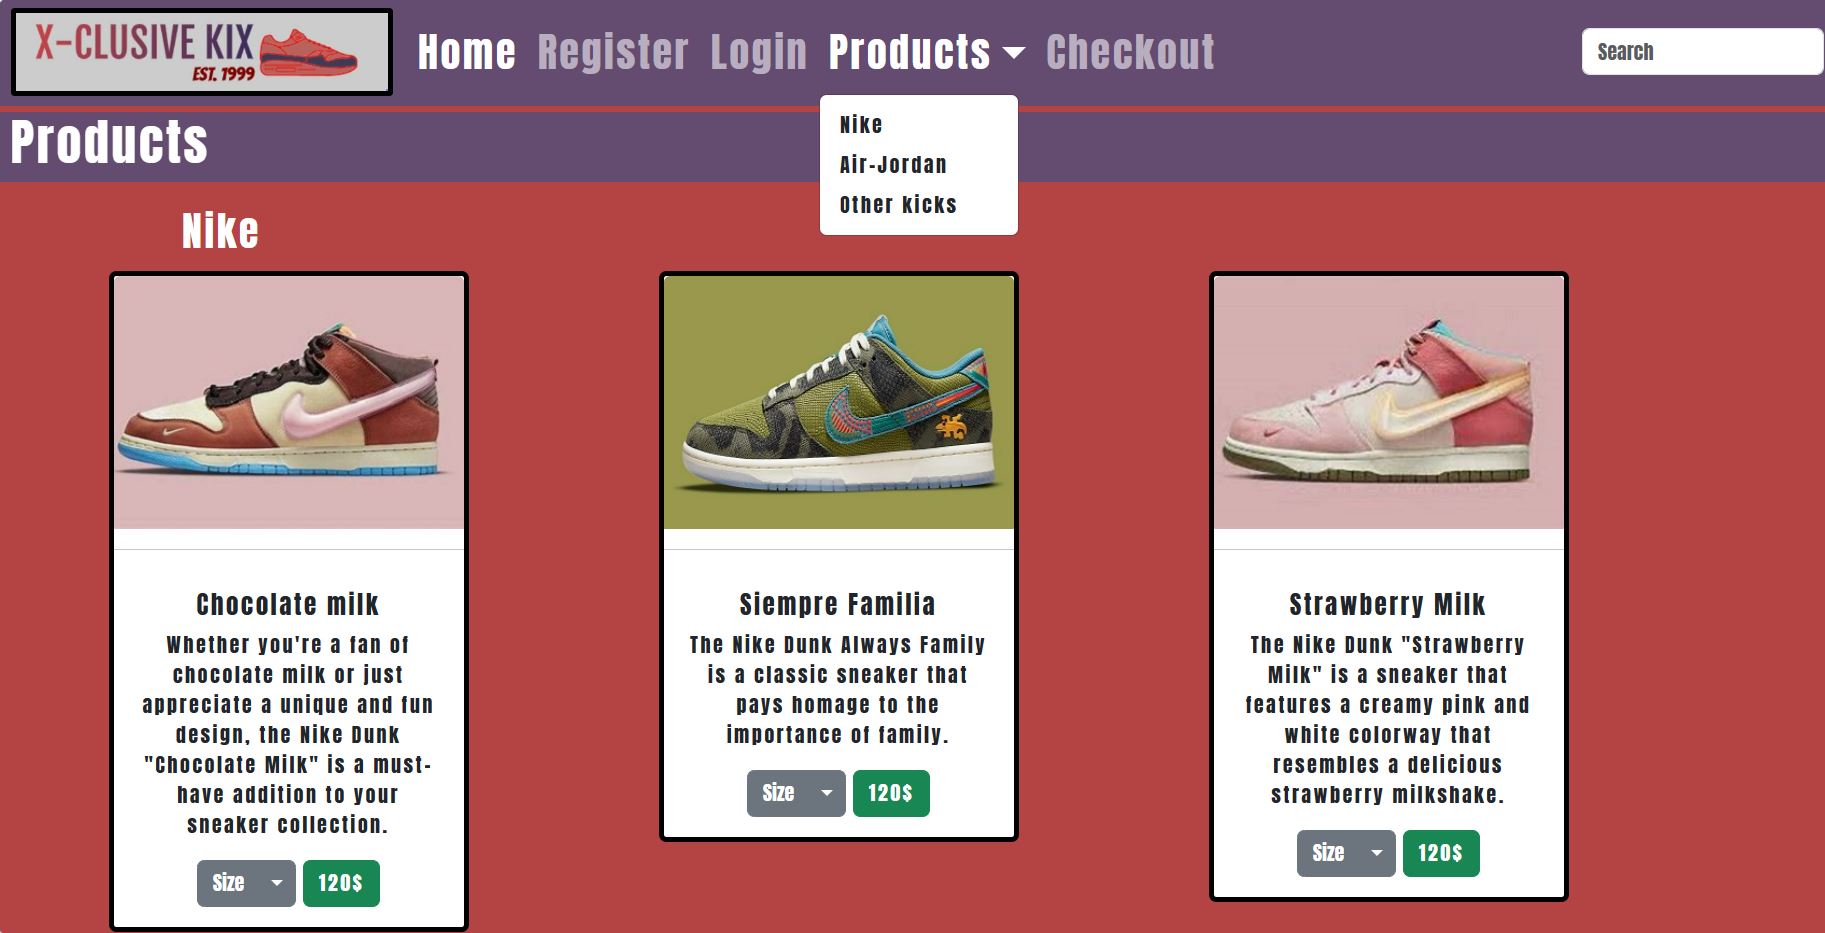 X-CLUSIVE KIX
EST. 1999
Home Register Login Products Checkout
Search
Nike
Air-Jordan
Other kicks
Products
Nike
Chocolate milk
Whether you're a fan of
chocolate milk or just
appreciate a unique and fun
design, the Nike Dunk
"Chocolate Milk" is a must-
have addition to your
sneaker collection.
Size
120$
Siempre Familia
The Nike Dunk Always Family
is a classic sneaker that
pays homage to the
importance of family.
Size
120$
Strawberry Milk
The Nike Dunk "Strawberry
Milk" is a sneaker that
features a creamy pink and
white colorway that
resembles a delicious
strawberry milkshake.
Size
120$